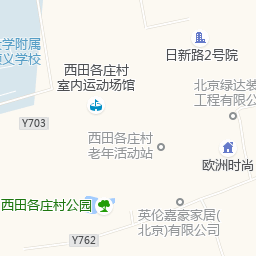 大学附属
顺义学校
日新路2号院
西田各庄村
室内运动场馆
北京绿达装
工程有限公
Y703
西田各庄村
老年活动站
欧洲时尚
西田各庄村公园
英伦嘉豪家居(
北京)有限公司
Y762